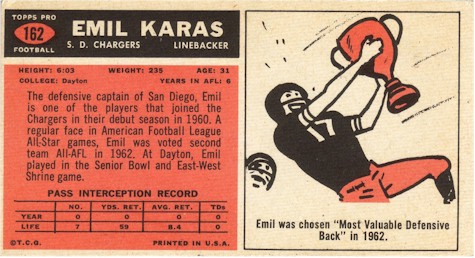 TOPPS PRO
162
FOOTBALL
EMIL KARAS
S. D. CHARGERS LINEBACKER
HEIGHT: 6:03 WEIGHT: 235 AGE: 31
COLLEGE: Dayton YEARS IN AFL: 6
The defensive captain of San Diego, Emil
is one of the players that joined the
Chargers in their debut season in 1960. A
regular face in American Football League
All-Star games, Emil was voted second
team All-AFL in 1962. At Dayton, Emil
played in the Senior Bowl and East-West
Shrine game.
PASS INTERCEPTION RECORD
NO. YDS. RET. AVG. RET. TDs
YEAR 0 0 0 0
LIFE 7 59 8.4 0
©T.C.G. PRINTED IN U.S.A.
17
Emil was chosen "Most Valuable Defensive
Back" in 1962.